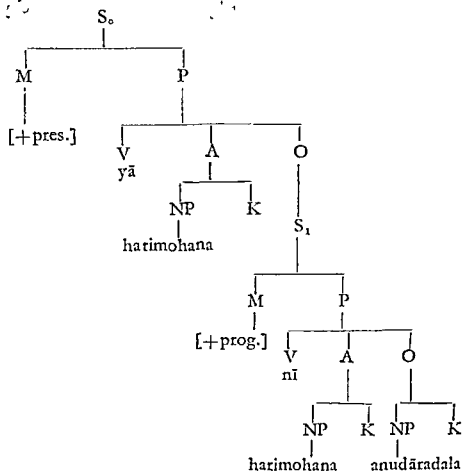 S₀
M P
[+pres.]
V A O
yā
NP K
harimohana S₁
M P
[+prog.]
V A O
nī
NP K NP K
harimohana anudāradala